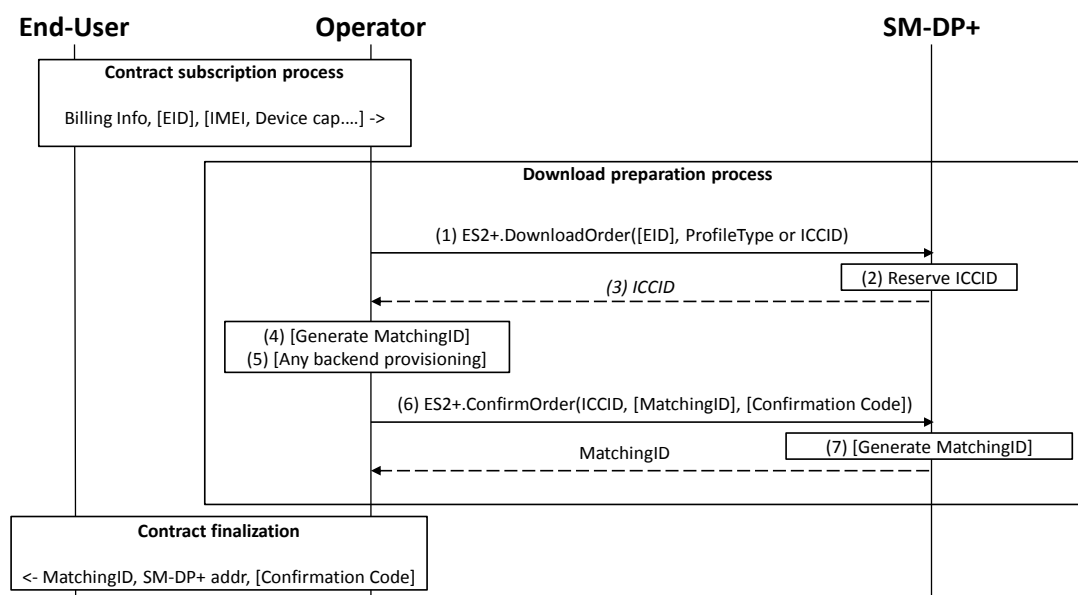 End-User
Operator
SM-DP+
Contract subscription process
Billing Info, [EID], [IMEI, Device cap....] ->
Download preparation process
(1) ES2+.DownloadOrder([EID], ProfileType or ICCID)
(2) Reserve ICCID
(3) ICCID
(4) [Generate MatchingID]
(5) [Any backend provisioning]
(6) ES2+.ConfirmOrder(ICCID, [MatchingID], [Confirmation Code])
(7) [Generate MatchingID]
MatchingID
Contract finalization
<- MatchingID, SM-DP+ addr, [Confirmation Code]